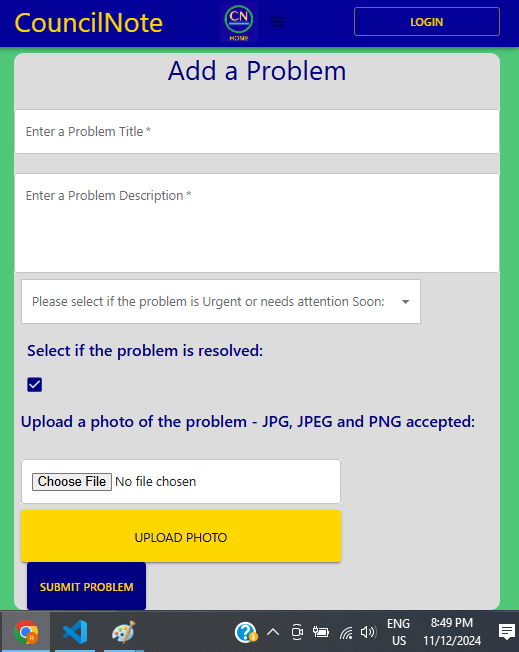 CouncilNote
CN
HOME
LOGIN
Add a Problem
Enter a Problem Title *
Enter a Problem Description *
Please select if the problem is Urgent or needs attention Soon:
Select if the problem is resolved:
Upload a photo of the problem - JPG, JPEG and PNG accepted:
Choose File No file chosen
UPLOAD PHOTO
SUBMIT PROBLEM
ENG
US
8:49 PM
11/12/2024